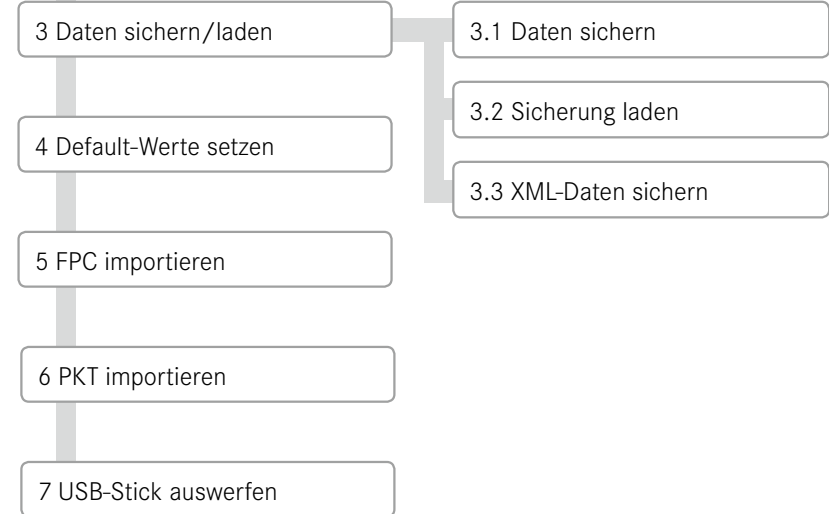 3 Daten sichern/laden
3.1 Daten sichern
3.2 Sicherung laden
3.3 XML-Daten sichern
4 Default-Werte setzen
5 FPC importieren
6 PKT importieren
7 USB-Stick auswerfen